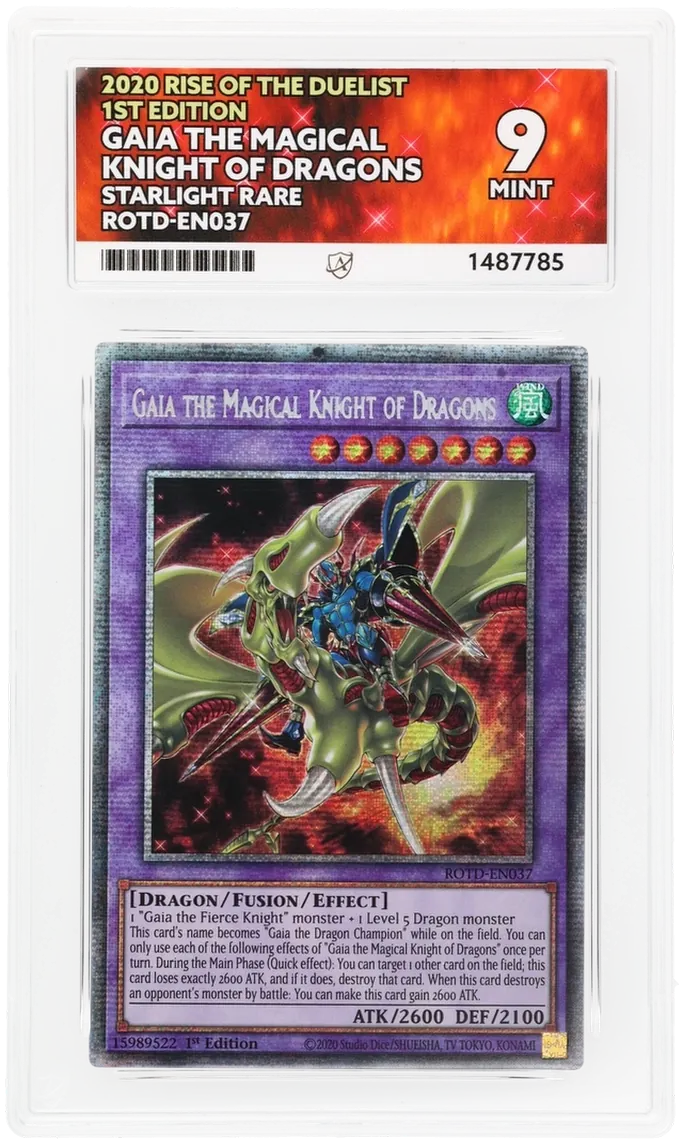 2020 RISE OF THE DUELIST
1ST EDITION
GAIA THE MAGICAL
KNIGHT OF DRAGONS
STARLIGHT RARE
ROTD-EN037
9
MINT
1487785
GAIA THE MAGICAL KNIGHT OF DRAGONS
WIND
風
ROTD-EN037
[DRAGON/FUSION/EFFECT]
1 "Gaia the Fierce Knight" monster + 1 Level 5 Dragon monster
This card's name becomes "Gaia the Dragon Champion" while on the field. You can
only use each of the following effects of "Gaia the Magical Knight of Dragons" once per
turn. During the Main Phase (Quick effect): You can target 1 other card on the field; this
card loses exactly 2600 ATK, and if it does, destroy that card. When this card destroys
an opponent's monster by battle: You can make this card gain 2600 ATK.
ATK/2600 DEF/2100
15989522 1st Edition ©2020 Studio Dice/SHUEISHA, TV TOKYO, KONAMI